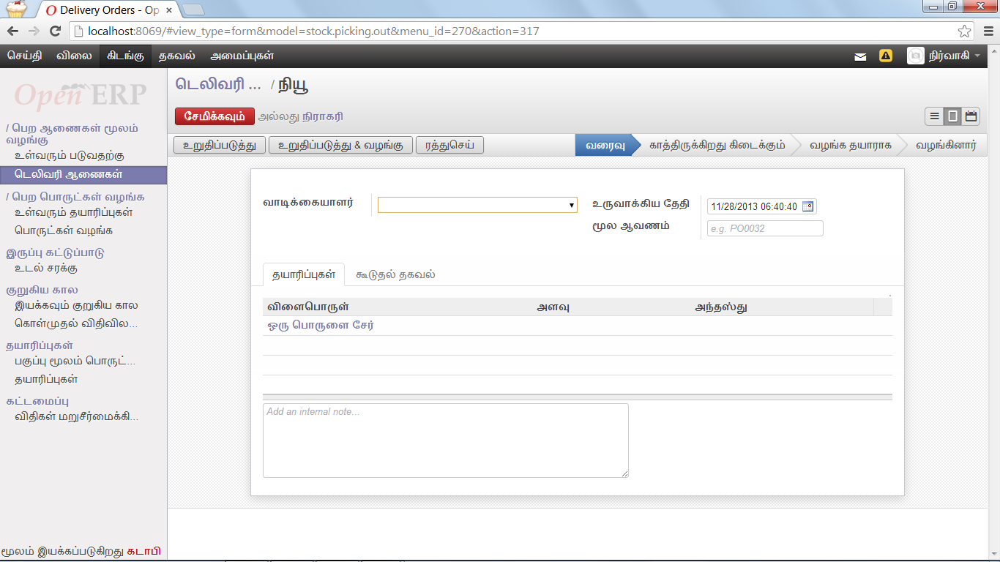 Delivery Orders - Op
localhost:8069/#view_type=form&model=stock.picking.out&menu_id=270&action=317
செய்தி விலை கிடங்கு தகவல் அமைப்புகள் நிர்வாகி
Open ERP
/ பெற ஆணைகள் மூலம்
வழங்கு
உள்வரும் படுவதற்கு
டெலிவரி ஆணைகள்
/ பெற பொருட்கள் வழங்க
உள்வரும் தயாரிப்புகள்
பொருட்கள் வழங்க
இருப்பு கட்டுப்பாடு
உடல் சரக்கு
குறுகிய கால
இயக்கவும் குறுகிய கால
கொள்முதல் விதிவில...
தயாரிப்புகள்
பகுப்பு மூலம் பொருட்...
தயாரிப்புகள்
கட்டமைப்பு
விதிகள் மறுசீர்மைக்கி...
மூலம் இயக்கப்படுகிறது கடாபி
டெலிவரி ... / நியூ
சேமிக்கவும் அல்லது நிராகரி
உறுதிப்படுத்து உறுதிப்படுத்து & வழங்கு ரத்துசெய் வரைவு காத்திருக்கிறது கிடைக்கும் வழங்க தயாராக வழங்கினார்
வாடிக்கையாளர் உருவாக்கிய தேதி 11/28/2013 06:40:40
மூல ஆவணம் e.g. PO0032
தயாரிப்புகள் கூடுதல் தகவல்
விளைபொருள் அளவு அந்தஸ்து
ஒரு பொருளை சேர்
Add an internal note...